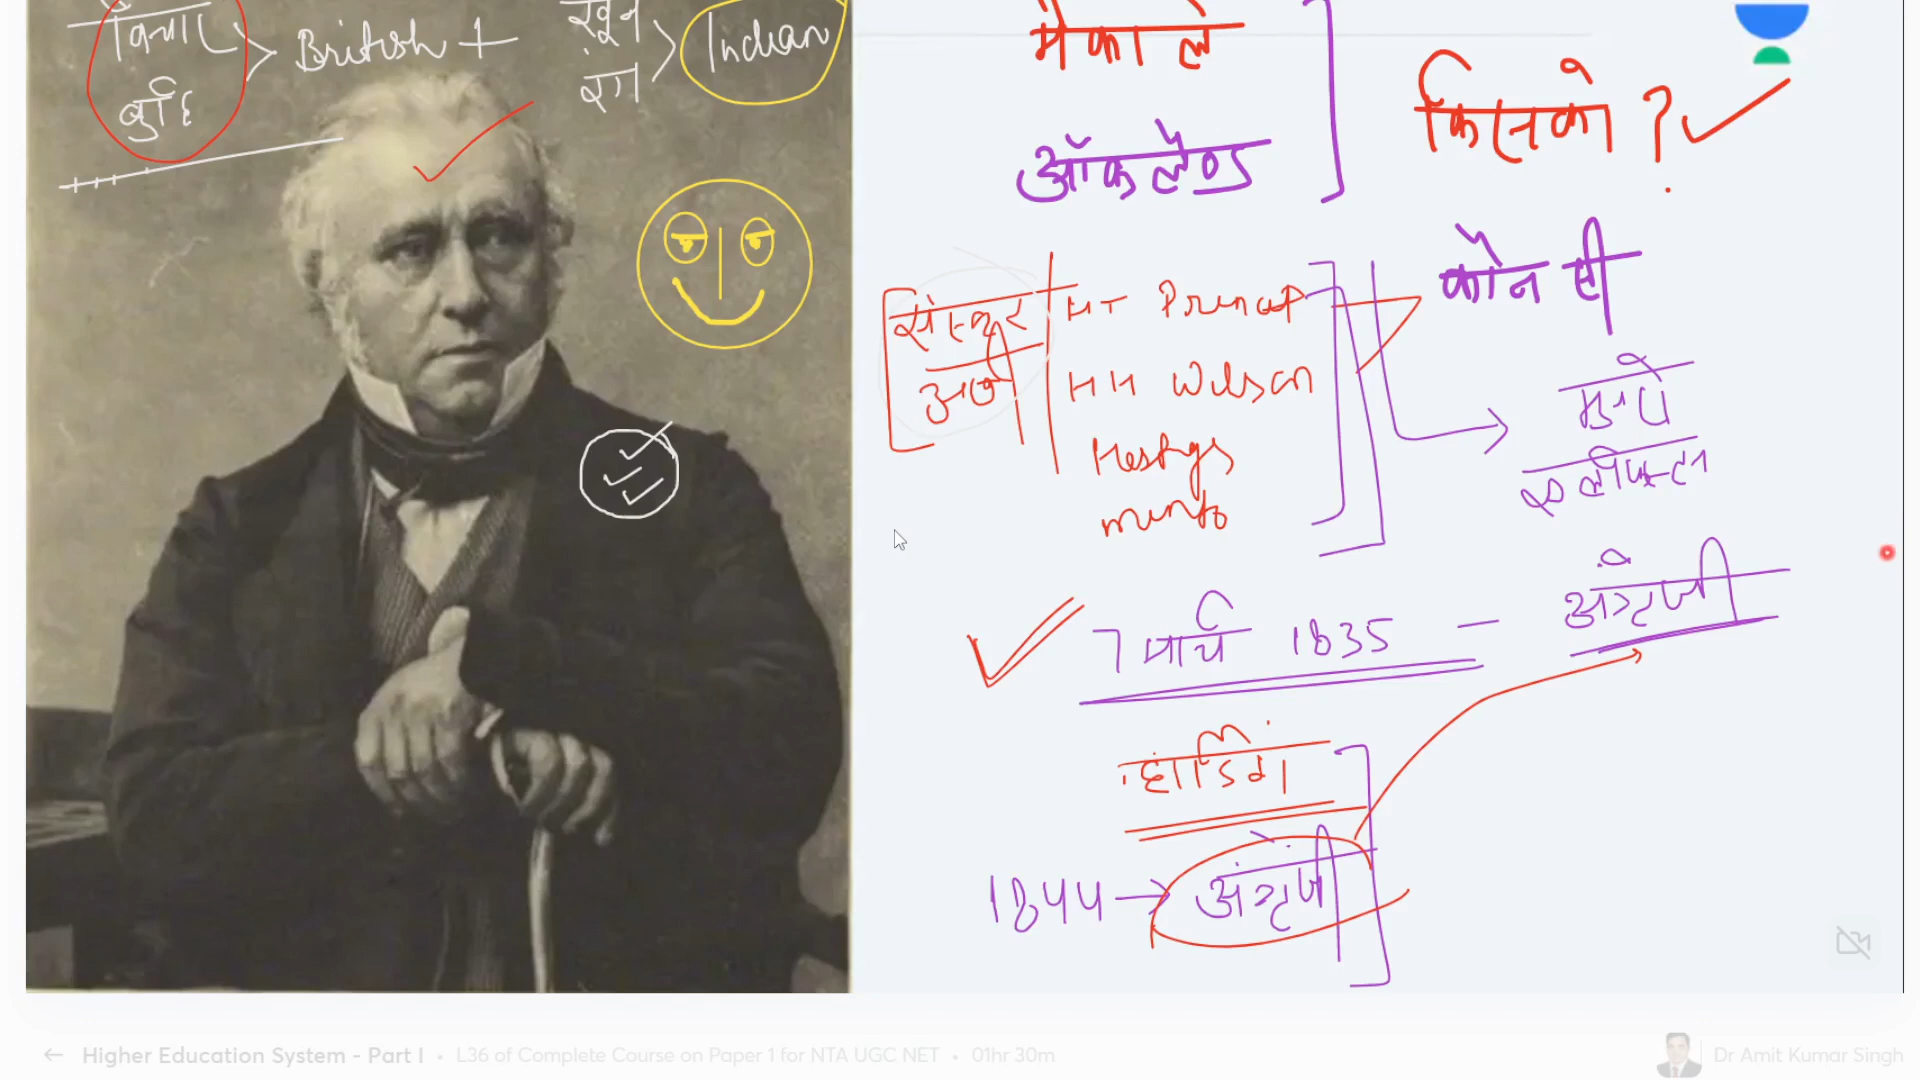 विचार
बुद्धि
British +
खून
रंग
Indian
मैकाले
ऑकलैण्ड
किसको ?
कौन सी
संस्कृत
अरबी
HT Prinsep
HH Wilson
Hastings
minto
7 मार्च 1835 - अंग्रेजी
हार्डिंग
1844 → अंग्रेजी
← Higher Education System - Part I • L36 of Complete Course on Paper 1 for NTA UGC NET • 01hr 30m
Dr Amit Kumar Singh